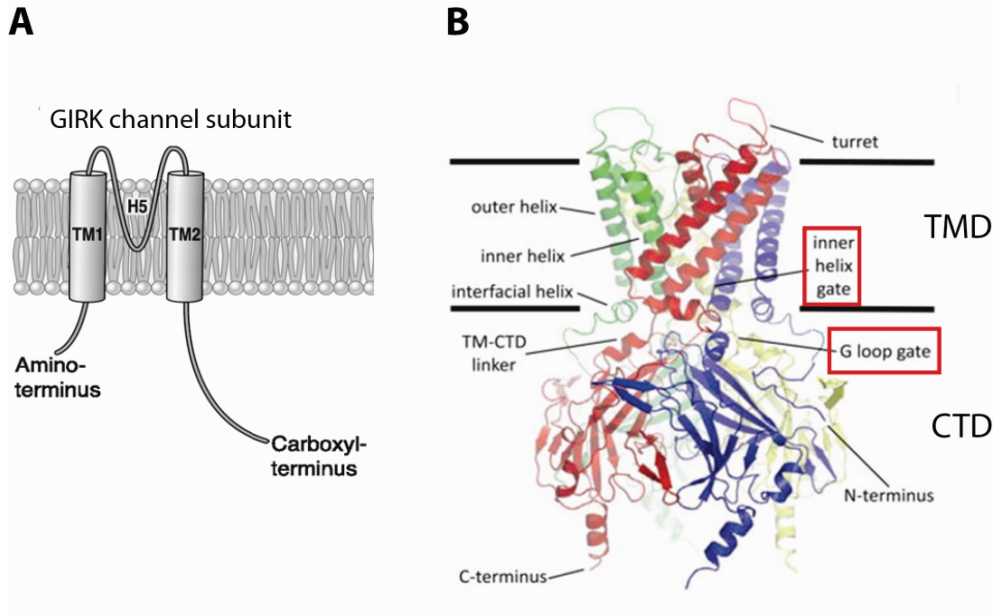 A
GIRK channel subunit
H5
TM1
TM2
Amino-
terminus
Carboxyl-
terminus
B
turret
outer helix
TMD
inner helix
inner
helix
gate
interfacial helix
TM-CTD
linker
G loop gate
CTD
N-terminus
C-terminus